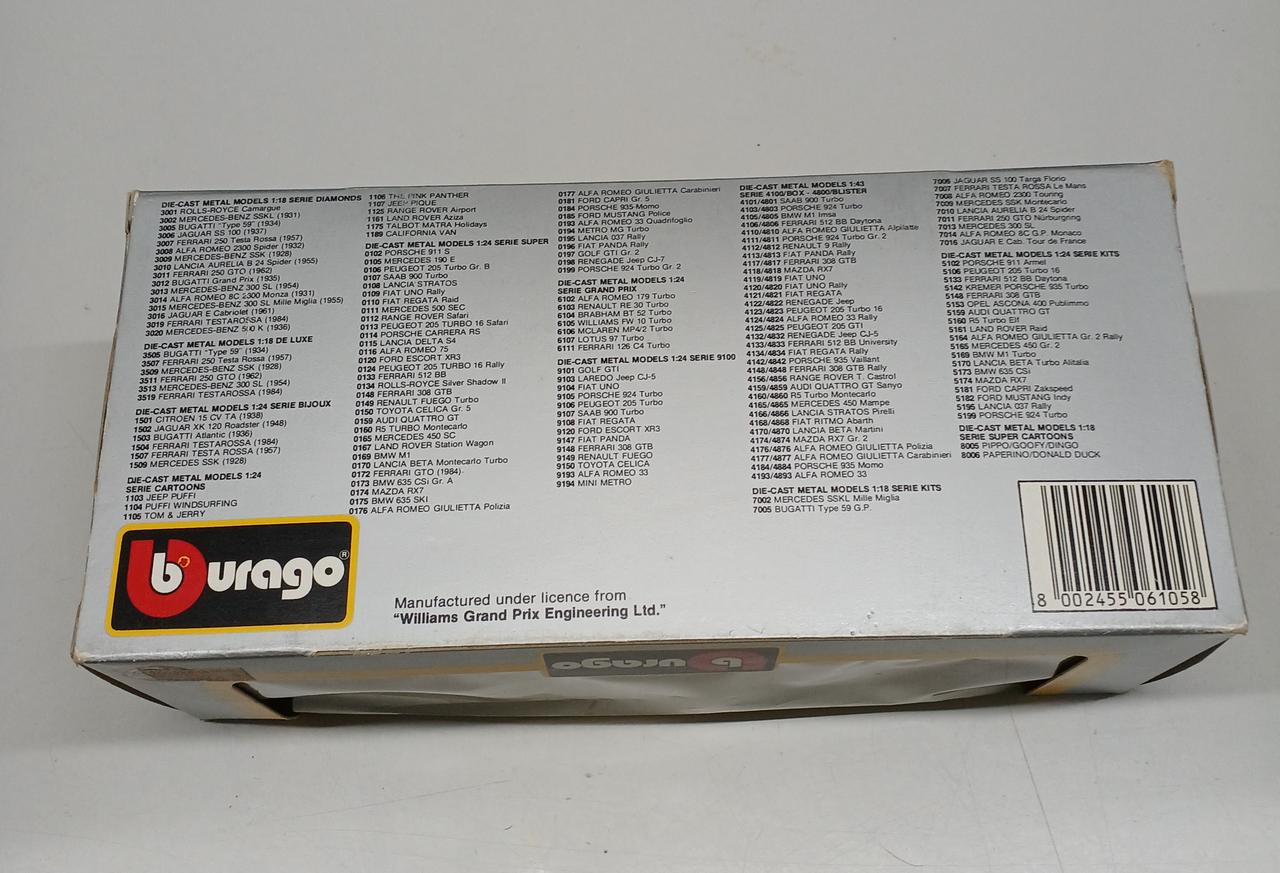 DIE-CAST METAL MODELS 1:18 SERIE DIAMONDS
3001 ROLLS-ROYCE Camargue
3002 MERCEDES-BENZ SSKL (1931)
3005 BUGATTI "Type 59" (1934)
3006 JAGUAR SS 100 (1937)
3007 FERRARI 250 Testa Rossa (1957)
3008 ALFA ROMEO 2300 Spider (1932)
3009 MERCEDES-BENZ SSK (1928)
3010 LANCIA AURELIA B 24 Spider (1955)
3011 FERRARI 250 GTO (1962)
3012 BUGATTI Grand Prix (1935)
3013 MERCEDES-BENZ 300 SL (1954)
3014 ALFA ROMEO 8C 2300 Monza (1931)
3015 MERCEDES-BENZ 300 SL Mille Miglia (1955)
3016 JAGUAR E Cabriolet (1961)
3019 FERRARI TESTAROSSA (1984)
3020 MERCEDES-BENZ 500 K (1936)
DIE-CAST METAL MODELS 1:18 DE LUXE
3505 BUGATTI "Type 59" (1934)
3507 FERRARI 250 Testa Rossa (1957)
3509 MERCEDES-BENZ SSK (1928)
3511 FERRARI 250 GTO (1962)
3513 MERCEDES-BENZ 300 SL (1954)
3519 FERRARI TESTAROSSA (1984)
DIE-CAST METAL MODELS 1:24 SERIE BIJOUX
1501 CITROËN 15 CV TA (1938)
1502 JAGUAR XK 120 Roadster (1948)
1503 BUGATTI Atlantic (1936)
1504 FERRARI TESTAROSSA (1984)
1507 FERRARI TESTA ROSSA (1957)
1509 MERCEDES SSK (1928)
DIE-CAST METAL MODELS 1:24
SERIE CARTOONS
1103 JEEP PUFFI
1104 PUFFI WINDSURFING
1105 TOM & JERRY
1106 THE PINK PANTHER
1107 JEEP PIQUE
1125 RANGE ROVER Airport
1131 LAND ROVER Aziza
1175 TALBOT MATRA Holidays
1189 CALIFORNIA VAN
DIE-CAST METAL MODELS 1:24 SERIE SUPER
0102 PORSCHE 911 S
0105 MERCEDES 190 E
0106 PEUGEOT 205 Turbo Gr. B
0107 SAAB 900 Turbo
0108 LANCIA STRATOS
0109 FIAT UNO Rally
0110 FIAT REGATA Raid
0111 MERCEDES 500 SEC
0112 RANGE ROVER Safari
0113 PEUGEOT 205 TURBO 16 Safari
0114 PORSCHE CARRERA RS
0115 LANCIA DELTA S4
0116 ALFA ROMEO 75
0120 FORD ESCORT XR3
0124 PEUGEOT 205 TURBO 16 Rally
0133 FERRARI 512 BB
0134 ROLLS-ROYCE Silver Shadow II
0148 FERRARI 308 GTB
0149 RENAULT FUEGO Turbo
0150 TOYOTA CELICA Gr. 5
0159 AUDI QUATTRO GT
0160 R5 TURBO Montecarlo
0165 MERCEDES 450 SC
0167 LAND ROVER Station Wagon
0169 BMW M1
0170 LANCIA BETA Montecarlo Turbo
0172 FERRARI GTO (1984)
0173 BMW 635 CSi Gr. A
0174 MAZDA RX7
0175 BMW 635 SKI
0176 ALFA ROMEO GIULIETTA Polizia
0177 ALFA ROMEO GIULIETTA Carabinieri
0181 FORD CAPRI Gr. 5
0184 PORSCHE 935-Momo
0185 FORD MUSTANG Police
0193 ALFA ROMEO 33 Quadrifoglio
0194 METRO MG Turbo
0195 LANCIA 037 Rally
0196 FIAT PANDA Rally
0197 GOLF GTI Gr. 2
0198 RENEGADE Jeep CJ-7
0199 PORSCHE 924 Turbo Gr. 2
DIE-CAST METAL MODELS 1:24
SERIE GRAND PRIX
6102 ALFA ROMEO 179 Turbo
6103 RENAULT RE 30 Turbo
6104 BRABHAM BT 52 Turbo
6105 WILLIAMS FW 10 Turbo
6106 MCLAREN MP4/2 Turbo
6107 LOTUS 97 Turbo
6111 FERRARI 126 C4 Turbo
DIE-CAST METAL MODELS 1:24 SERIE 9100
9101 GOLF GTI
9103 LAREDO Jeep CJ-5
9104 FIAT UNO
9105 PORSCHE 924 Turbo
9106 PEUGEOT 205 Turbo
9107 SAAB 900 Turbo
9108 FIAT REGATA
9120 FORD ESCORT XR3
9147 FIAT PANDA
9148 FERRARI 308 GTB
9149 RENAULT FUEGO
9150 TOYOTA CELICA
9193 ALFA ROMEO 33
9194 MINI METRO
DIE-CAST METAL MODELS 1:43
SERIE 4100/BOX - 4800/BLISTER
4101/4801 SAAB 900 Turbo
4103/4803 PORSCHE 924 Turbo
4105/4805 BMW M1 Imsa
4106/4806 FERRARI 512 BB Daytona
4110/4810 ALFA ROMEO GIULIETTA Alpilatte
4111/4811 PORSCHE 924 Turbo Gr. 2
4112/4812 RENAULT 9 Rally
4113/4813 FIAT PANDA Rally
4117/4817 FERRARI 308 GTB
4118/4818 MAZDA RX7
4119/4819 FIAT UNO
4120/4820 FIAT UNO Rally
4121/4821 FIAT REGATA
4122/4822 RENEGADE Jeep
4123/4823 PEUGEOT 205 Turbo 16
4124/4824 ALFA ROMEO 33 Rally
4125/4825 PEUGEOT 205 GTI
4132/4832 RENEGADE Jeep CJ-5
4133/4833 FERRARI 512 BB University
4134/4834 FIAT REGATA Rally
4142/4842 PORSCHE 935 Vaillant
4148/4848 FERRARI 308 GTB Rally
4156/4856 RANGE ROVER T. Castrol
4159/4859 AUDI QUATTRO GT Sanyo
4160/4860 R5 Turbo Montecarlo
4165/4865 MERCEDES 450 Mampe
4166/4866 LANCIA STRATOS Pirelli
4168/4868 FIAT RITMO Abarth
4170/4870 LANCIA BETA Martini
4174/4874 MAZDA RX7 Gr. 2
4176/4876 ALFA ROMEO GIULIETTA Polizia
4177/4877 ALFA ROMEO GIULIETTA Carabinieri
4184/4884 PORSCHE 935 Momo
4193/4893 ALFA ROMEO 33
DIE-CAST METAL MODELS 1:18 SERIE KITS
7002 MERCEDES SSKL Mille Miglia
7005 BUGATTI Type 59 G.P.
7006 JAGUAR SS 100 Targa Florio
7007 FERRARI TESTA ROSSA Le Mans
7008 ALFA ROMEO 2300 Touring
7009 MERCEDES SSK Montecarlo
7010 LANCIA AURELIA B 24 Spider
7011 FERRARI 250 GTO Nürburgring
7013 MERCEDES 300 SL
7014 ALFA ROMEO 8C G.P. Monaco
7016 JAGUAR E Cab. Tour de France
DIE-CAST METAL MODELS 1:24 SERIE KITS
5102 PORSCHE 911 Armel
5106 PEUGEOT 205 Turbo 16
5133 FERRARI 512 BB Daytona
5142 KREMER PORSCHE 935 Turbo
5148 FERRARI 308 GTB
5153 OPEL ASCONA 400 Publimmo
5159 AUDI QUATTRO GT
5160 R5 Turbo Elf
5161 LAND ROVER Raid
5164 ALFA ROMEO GIULIETTA Gr. 2 Rally
5165 MERCEDES 450 Gr. 2
5169 BMW M1 Turbo
5170 LANCIA BETA Turbo Alitalia
5173 BMW 635 CSi
5174 MAZDA RX7
5181 FORD CAPRI Zakspeed
5182 FORD MUSTANG Indy
5195 LANCIA 037 Rally
5199 PORSCHE 924 Turbo
DIE-CAST METAL MODELS 1:18
SERIE SUPER CARTOONS
8005 PIPPO/GOOFY/DINGO
8006 PAPERINO/DONALD DUCK
burago®
Manufactured under licence from
"Williams Grand Prix Engineering Ltd."
8 002455 061058
burago